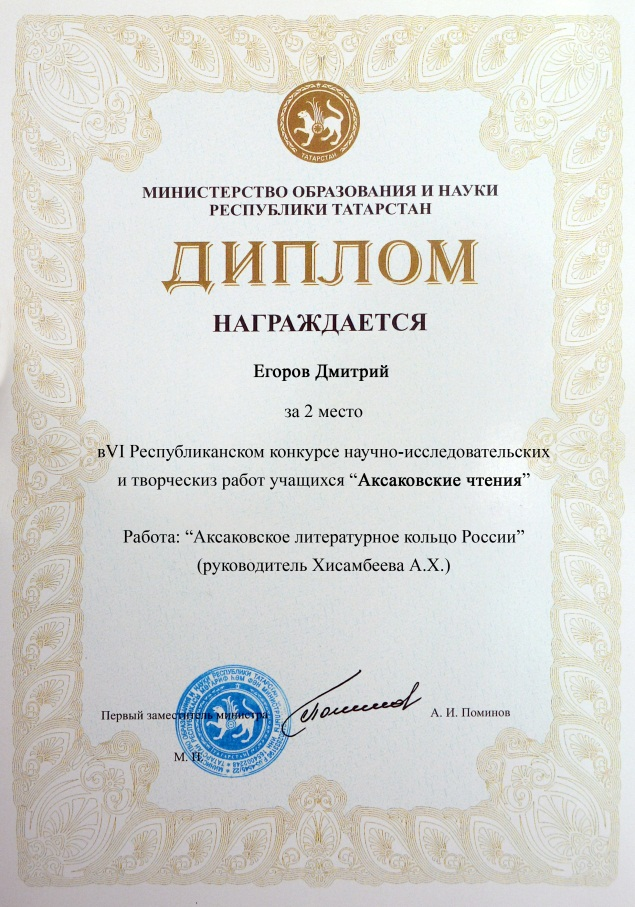 ТАТАРСТАН
МИНИСТЕРСТВО ОБРАЗОВАНИЯ И НАУКИ
РЕСПУБЛИКИ ТАТАРСТАН
ДИПЛОМ
НАГРАЖДАЕТСЯ
Егоров Дмитрий
за 2 место
вVI Республиканском конкурсе научно-исследовательских
и творческиз работ учащихся “Аксаковские чтения”
Работа: “Аксаковское литературное кольцо России”
(руководитель Хисамбеева А.Х.)
Первый заместитель министра
А. И. Поминов
М. П.